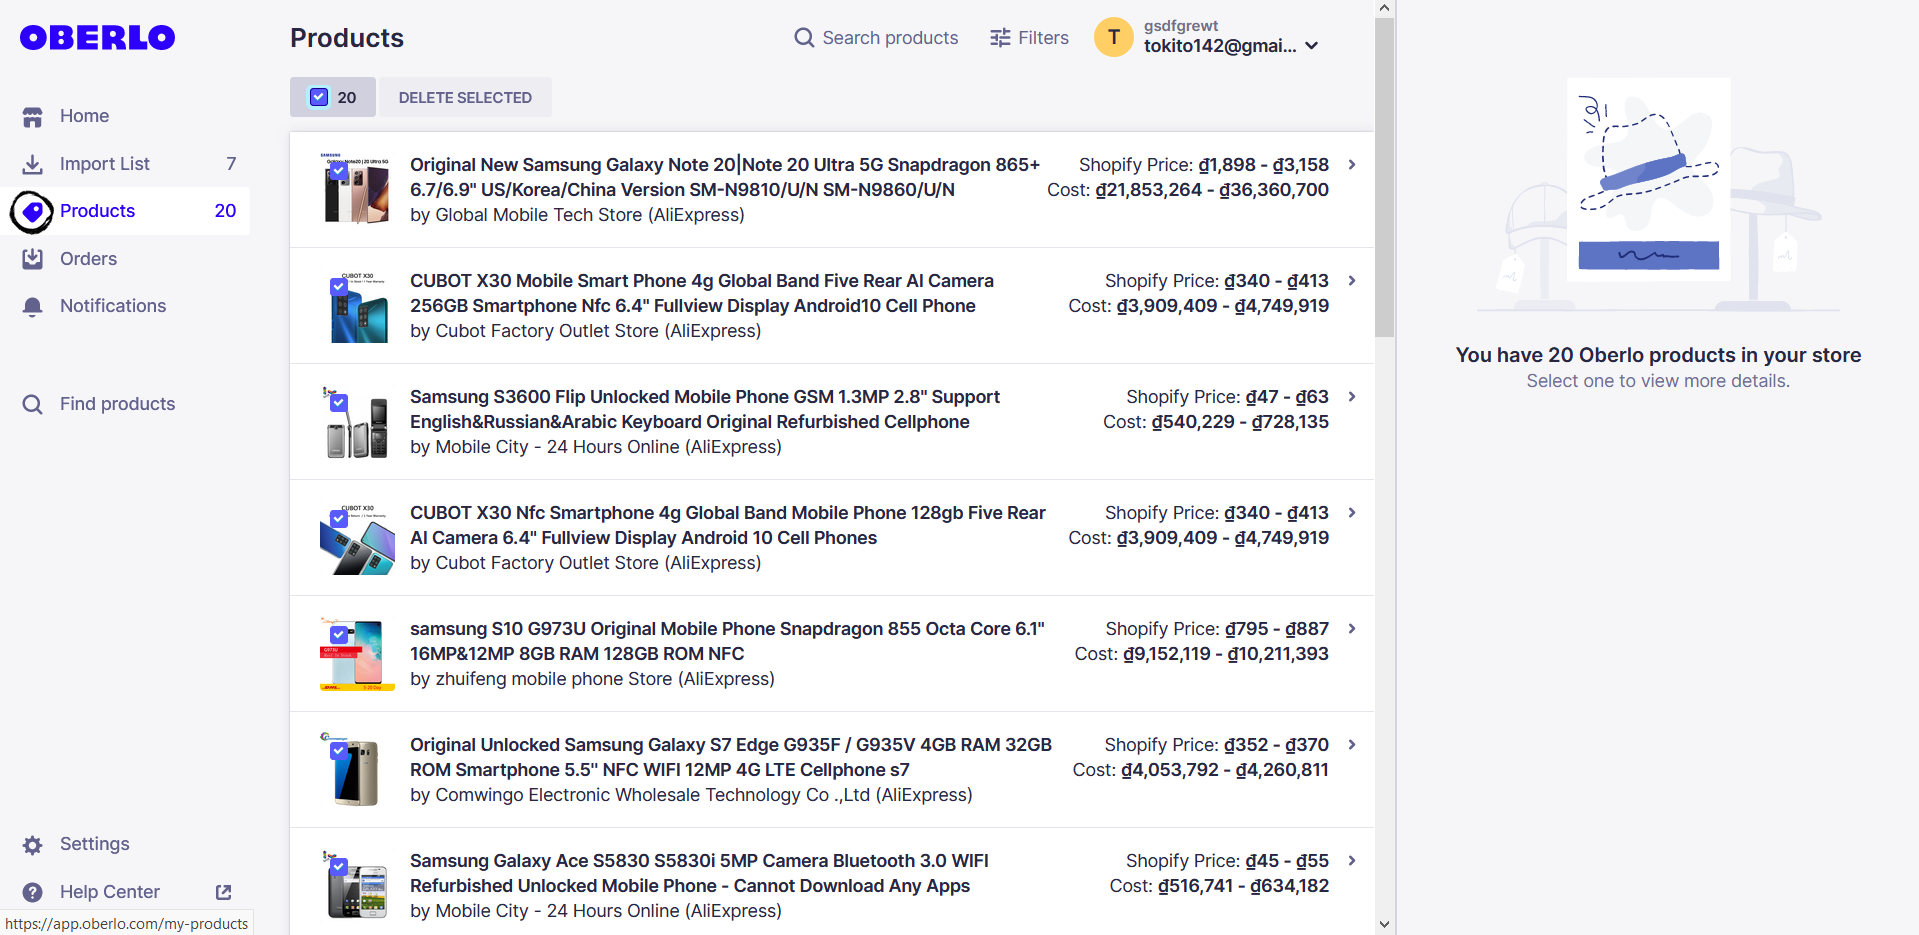 OBERLO
Home
Import List 7
Products 20
Orders
Notifications
Find products
Settings
Help Center
https://app.oberlo.com/my-products
Products
Search products
Filters
T
gsdfgrewt
tokito142@gmai...
20
DELETE SELECTED
Original New Samsung Galaxy Note 20|Note 20 Ultra 5G Snapdragon 865+
6.7/6.9" US/Korea/China Version SM-N9810/U/N SM-N9860/U/N
by Global Mobile Tech Store (AliExpress)
Shopify Price: ₫1,898 - ₫3,158
Cost: ₫21,853,264 - ₫36,360,700
CUBOT X30
CUBOT X30 Mobile Smart Phone 4g Global Band Five Rear AI Camera
256GB Smartphone Nfc 6.4" Fullview Display Android10 Cell Phone
by Cubot Factory Outlet Store (AliExpress)
Shopify Price: ₫340 - ₫413
Cost: ₫3,909,409 - ₫4,749,919
Samsung S3600 Flip Unlocked Mobile Phone GSM 1.3MP 2.8" Support
English&Russian&Arabic Keyboard Original Refurbished Cellphone
by Mobile City - 24 Hours Online (AliExpress)
Shopify Price: ₫47 - ₫63
Cost: ₫540,229 - ₫728,135
CUBOT X30
CUBOT X30 Nfc Smartphone 4g Global Band Mobile Phone 128gb Five Rear
AI Camera 6.4" Fullview Display Android 10 Cell Phones
by Cubot Factory Outlet Store (AliExpress)
Shopify Price: ₫340 - ₫413
Cost: ₫3,909,409 - ₫4,749,919
G973U
samsung S10 G973U Original Mobile Phone Snapdragon 855 Octa Core 6.1"
16MP&12MP 8GB RAM 128GB ROM NFC
by zhuifeng mobile phone Store (AliExpress)
Shopify Price: ₫795 - ₫887
Cost: ₫9,152,119 - ₫10,211,393
Original Unlocked Samsung Galaxy S7 Edge G935F / G935V 4GB RAM 32GB
ROM Smartphone 5.5" NFC WIFI 12MP 4G LTE Cellphone s7
by Comwingo Electronic Wholesale Technology Co .,Ltd (AliExpress)
Shopify Price: ₫352 - ₫370
Cost: ₫4,053,792 - ₫4,260,811
Samsung Galaxy Ace S5830 S5830i 5MP Camera Bluetooth 3.0 WIFI
Refurbished Unlocked Mobile Phone - Cannot Download Any Apps
by Mobile City - 24 Hours Online (AliExpress)
Shopify Price: ₫45 - ₫55
Cost: ₫516,741 - ₫634,182
You have 20 Oberlo products in your store
Select one to view more details.